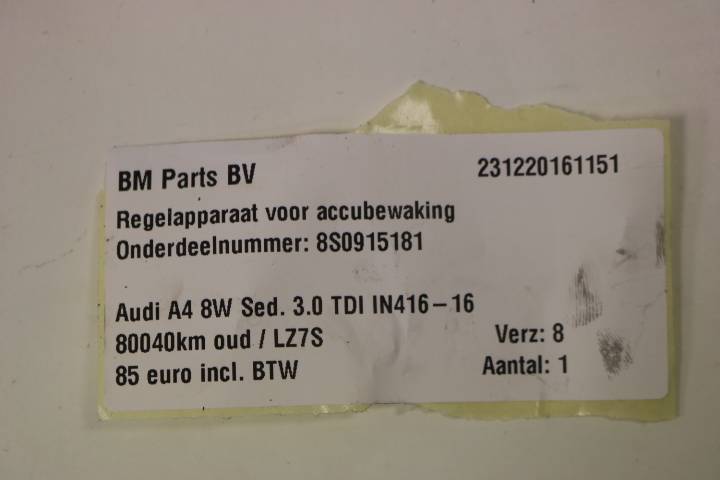 BM Parts BV 231220161151
Regelapparaat voor accubewaking
Onderdeelnummer: 8S0915181
Audi A4 8W Sed. 3.0 TDI IN416-16
80040km oud / LZ7S Verz: 8
85 euro incl. BTW Aantal: 1